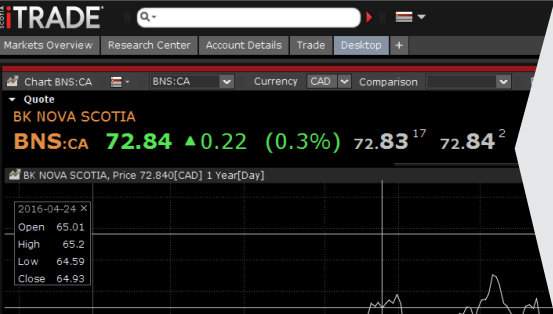 SCOTIA iTRADE
Markets Overview Research Center Account Details Trade Desktop +
Chart BNS:CA BNS:CA Currency CAD Comparison
Quote
BK NOVA SCOTIA
BNS:CA 72.84 ▲0.22 (0.3%) 72.83 17 72.84 2
BK NOVA SCOTIA, Price 72.840[CAD] 1 Year[Day]
2016-04-24 ×
Open 65.01
High 65.2
Low 64.59
Close 64.93